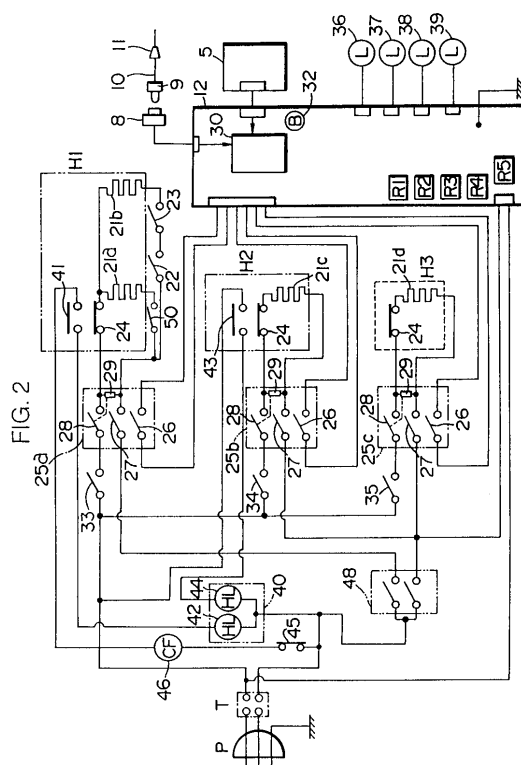 FIG. 2
11
10
9
8
5
36
37
38
39
L
L
L
L
12
30
B
32
R1
R2
R3
R4
R5
H1
21b
21a
23
22
41
24
50
H2
43
21c
24
H3
21d
24
25a
28
29
27
26
25b
28
29
27
26
25c
28
29
27
26
33
34
35
44
42
HL
HL
40
45
CF
46
48
T
P